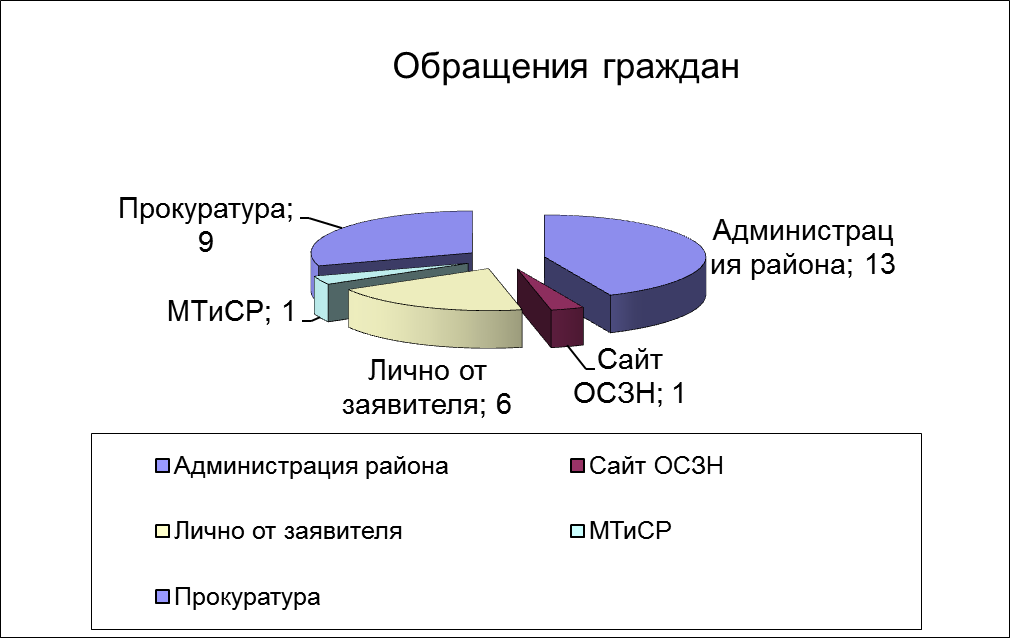 Обращения граждан
Прокуратура;
9
Администрац
ия района; 13
МТиСР; 1
Лично от
заявителя; 6
Сайт
ОСЗН; 1
Администрация района
Сайт ОСЗН
Лично от заявителя
МТиСР
Прокуратура